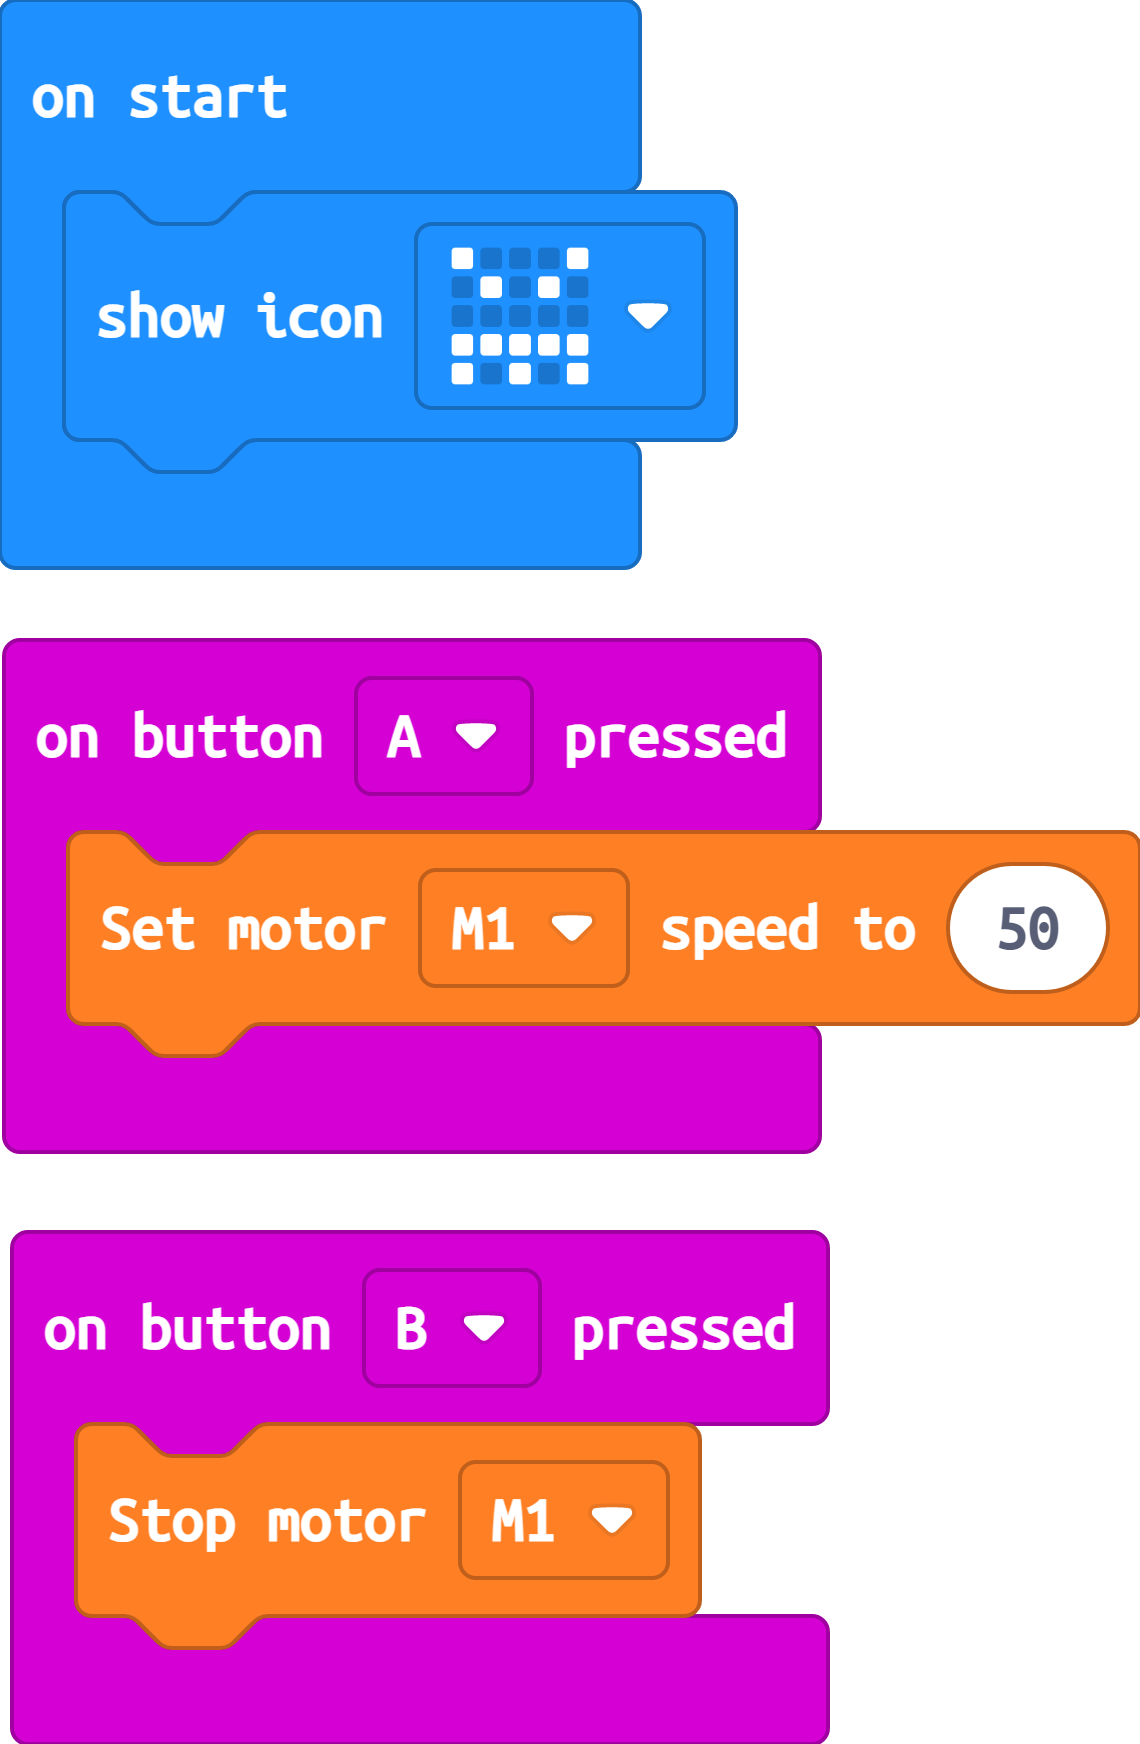 on start
show icon
on button A pressed
Set motor M1 speed to 50
on button B pressed
Stop motor M1